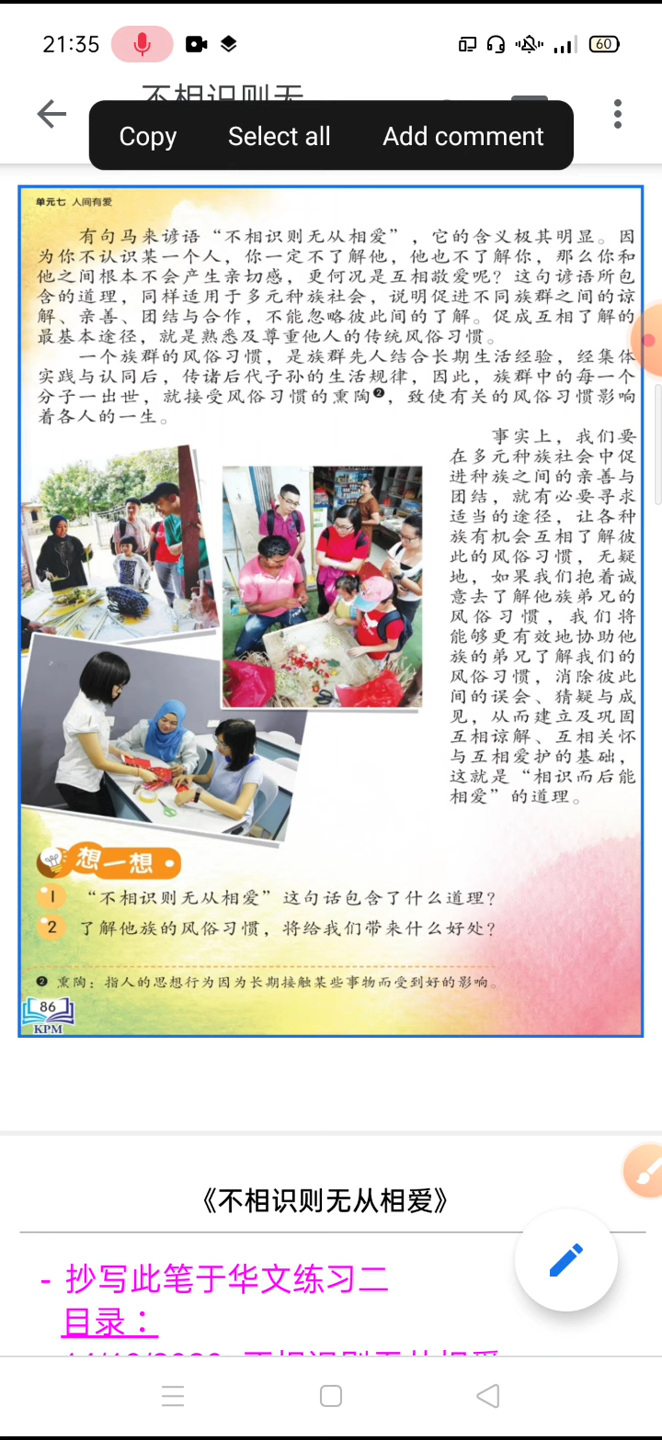 21:35
60
不相识则无
Copy Select all Add comment
单元七 人间有爱
有句马来谚语“不相识则无从相爱”，它的含义极其明显。因
为你不认识某一个人，你一定不了解他，他也不了解你，那么你和
他之间根本不会产生亲切感，更何况是互相敬爱呢？这句谚语所包
含的道理，同样适用于多元种族社会，说明促进不同族群之间的谅
解、亲善、团结与合作，不能忽略彼此间的了解。促成互相了解的
最基本途径，就是熟悉及尊重他人的传统风俗习惯。
一个族群的风俗习惯，是族群先人结合长期生活经验，经集体
实践与认同后，传诸后代子孙的生活规律，因此，族群中的每一个
分子一出世，就接受风俗习惯的熏陶❷，致使有关的风俗习惯影响
着各人的一生。
事实上，我们要
在多元种族社会中促
进种族之间的亲善与
团结，就有必要寻求
适当的途径，让各种
族有机会互相了解彼
此的风俗习惯，无疑
地，如果我们抱着诚
意去了解他族弟兄的
风俗习惯，我们将
能够更有效地协助他
族的弟兄了解我们的
风俗习惯，消除彼此
间的误会、猜疑与成
见，从而建立及巩固
互相谅解、互相关怀
与互相爱护的基础，
这就是“相识而后能
相爱”的道理。
想一想
1 “不相识则无从相爱”这句话包含了什么道理？
2 了解他族的风俗习惯，将给我们带来什么好处？
❷ 熏陶：指人的思想行为因为长期接触某些事物而受到好的影响。
86
KPM
《不相识则无从相爱》
- 抄写此笔于华文练习二
目录：